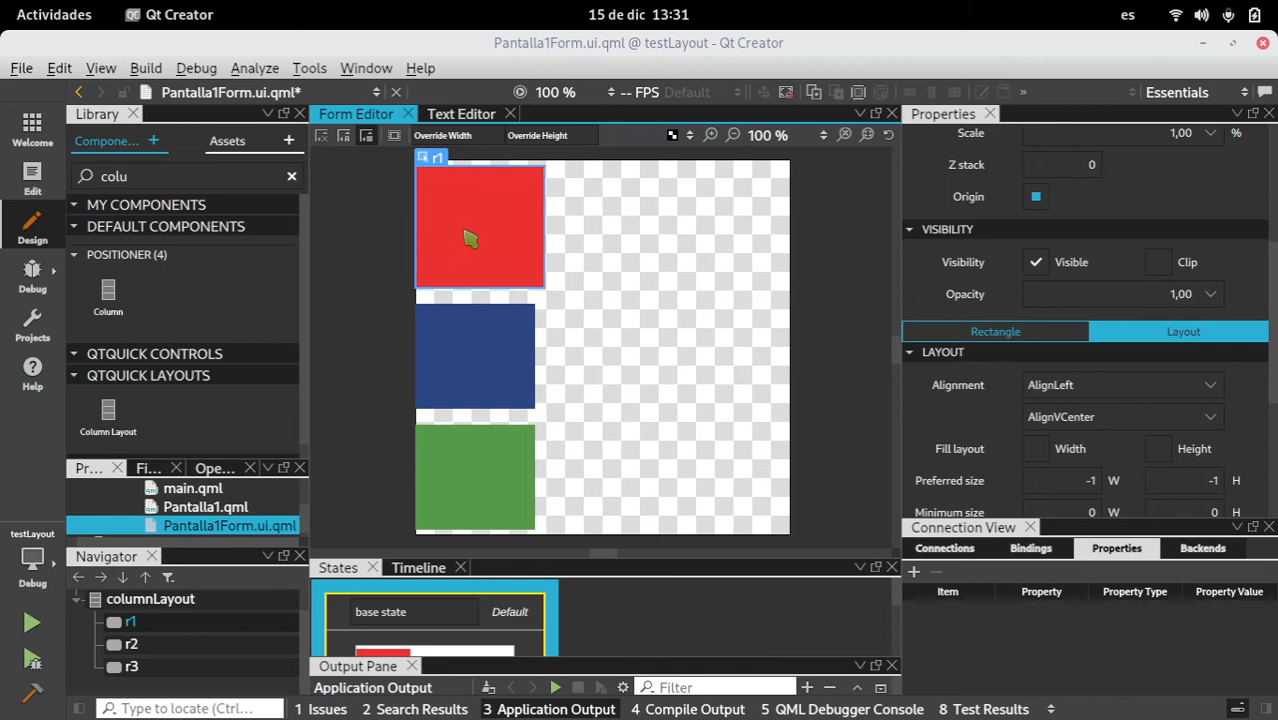 Actividades Qt Creator 15 de dic 13:31 es
Pantalla1Form.ui.qml @ testLayout - Qt Creator
File Edit View Build Debug Analyze Tools Window Help
Pantalla1Form.ui.qml* 100 % -- FPS Default » Essentials
Library Form Editor Text Editor Properties
Compone... + Assets + Override Width Override Height 100 % Scale 1,00 %
Welcome
colu
r1
Z stack 0
Edit
MY COMPONENTS
Origin
Design
DEFAULT COMPONENTS
VISIBILITY
POSITIONER (4)
Visibility Visible Clip
Debug
Column
Opacity 1,00
Projects
Rectangle Layout
QTQUICK CONTROLS
LAYOUT
Help
QTQUICK LAYOUTS
Alignment AlignLeft
AlignVCenter
Column Layout
Fill layout Width Height
Pr... Fi... Ope...
Preferred size -1 W -1 H
main.qml
Pantalla1.qml
Minimum size 0 W 0 H
Pantalla1Form.ui.qml
Connection View
testLayout
Connections Bindings Properties Backends
Navigator
States Timeline
Debug
Item Property Property Type Property Value
columnLayout
base state Default
r1
r2
r3
Output Pane
Application Output Filter
Type to locate (Ctrl... 1 Issues 2 Search Results 3 Application Output 4 Compile Output 5 QML Debugger Console 8 Test Results